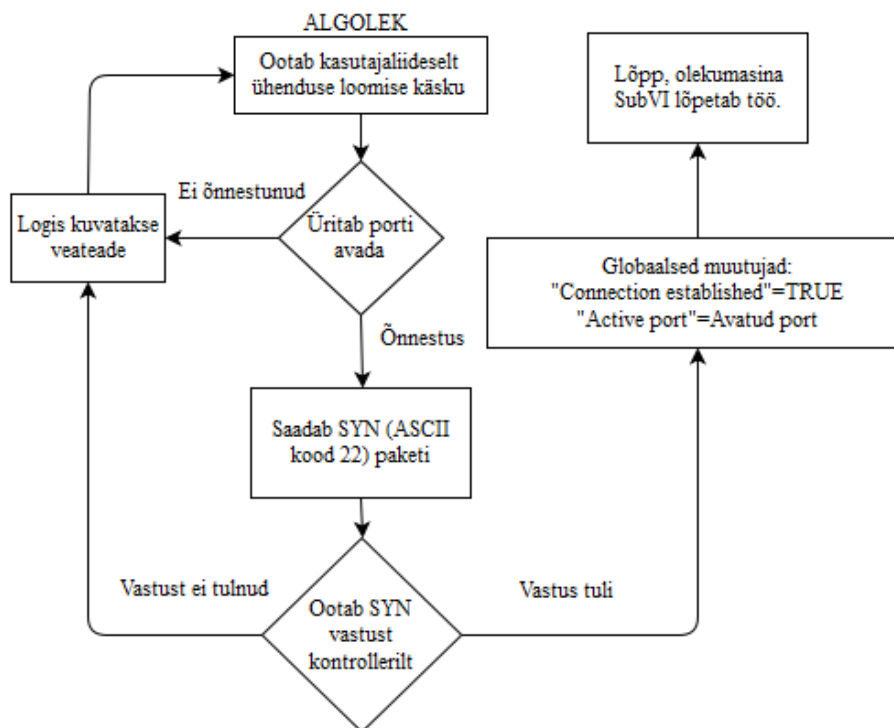 ALGOLEK
Ootab kasutajaliideselt
ühenduse loomise käsku
Lõpp, olekumasina
SubVI lõpetab töö.
Ei õnnestunud
Logis kuvatakse
veateade
Üritab porti
avada
Globaalsed muutujad:
"Connection established"=TRUE
"Active port"=Avatud port
Õnnestus
Saadab SYN (ASCII
kood 22) paketi
Vastust ei tulnud
Ootab SYN
vastust
kontrollerilt
Vastus tuli